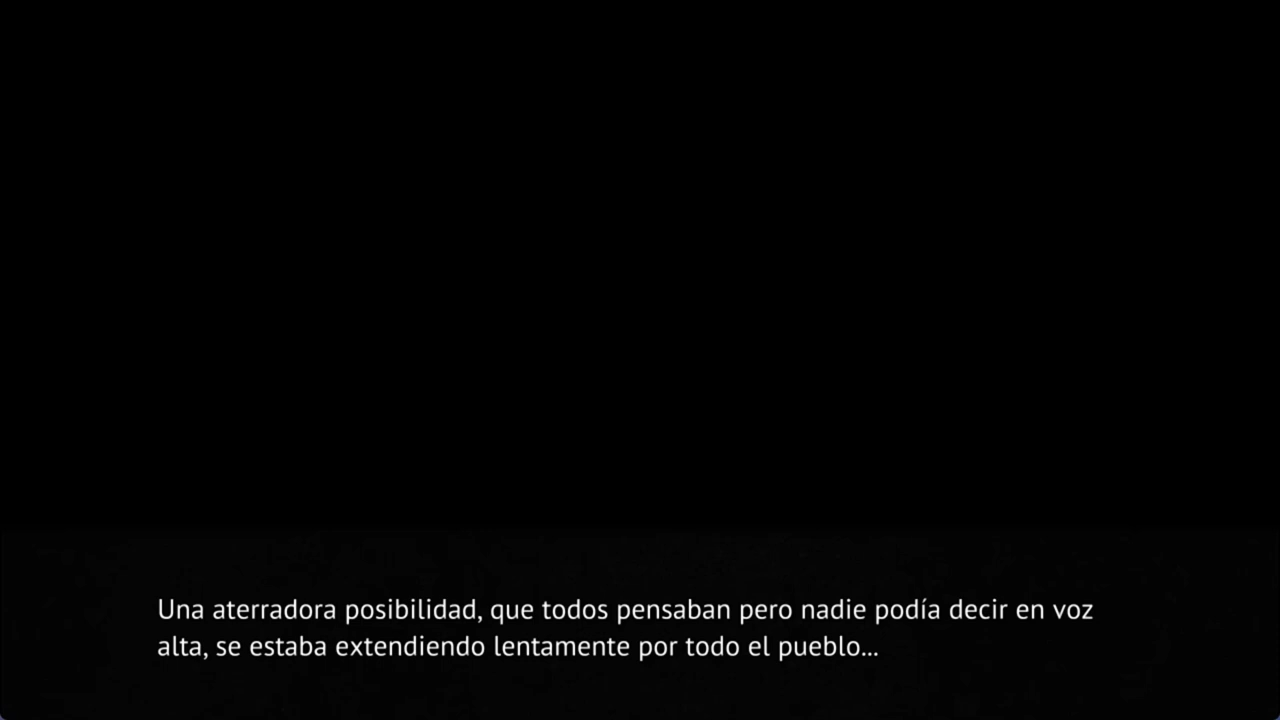 Una aterradora posibilidad, que todos pensaban pero nadie podía decir en voz
alta, se estaba extendiendo lentamente por todo el pueblo...